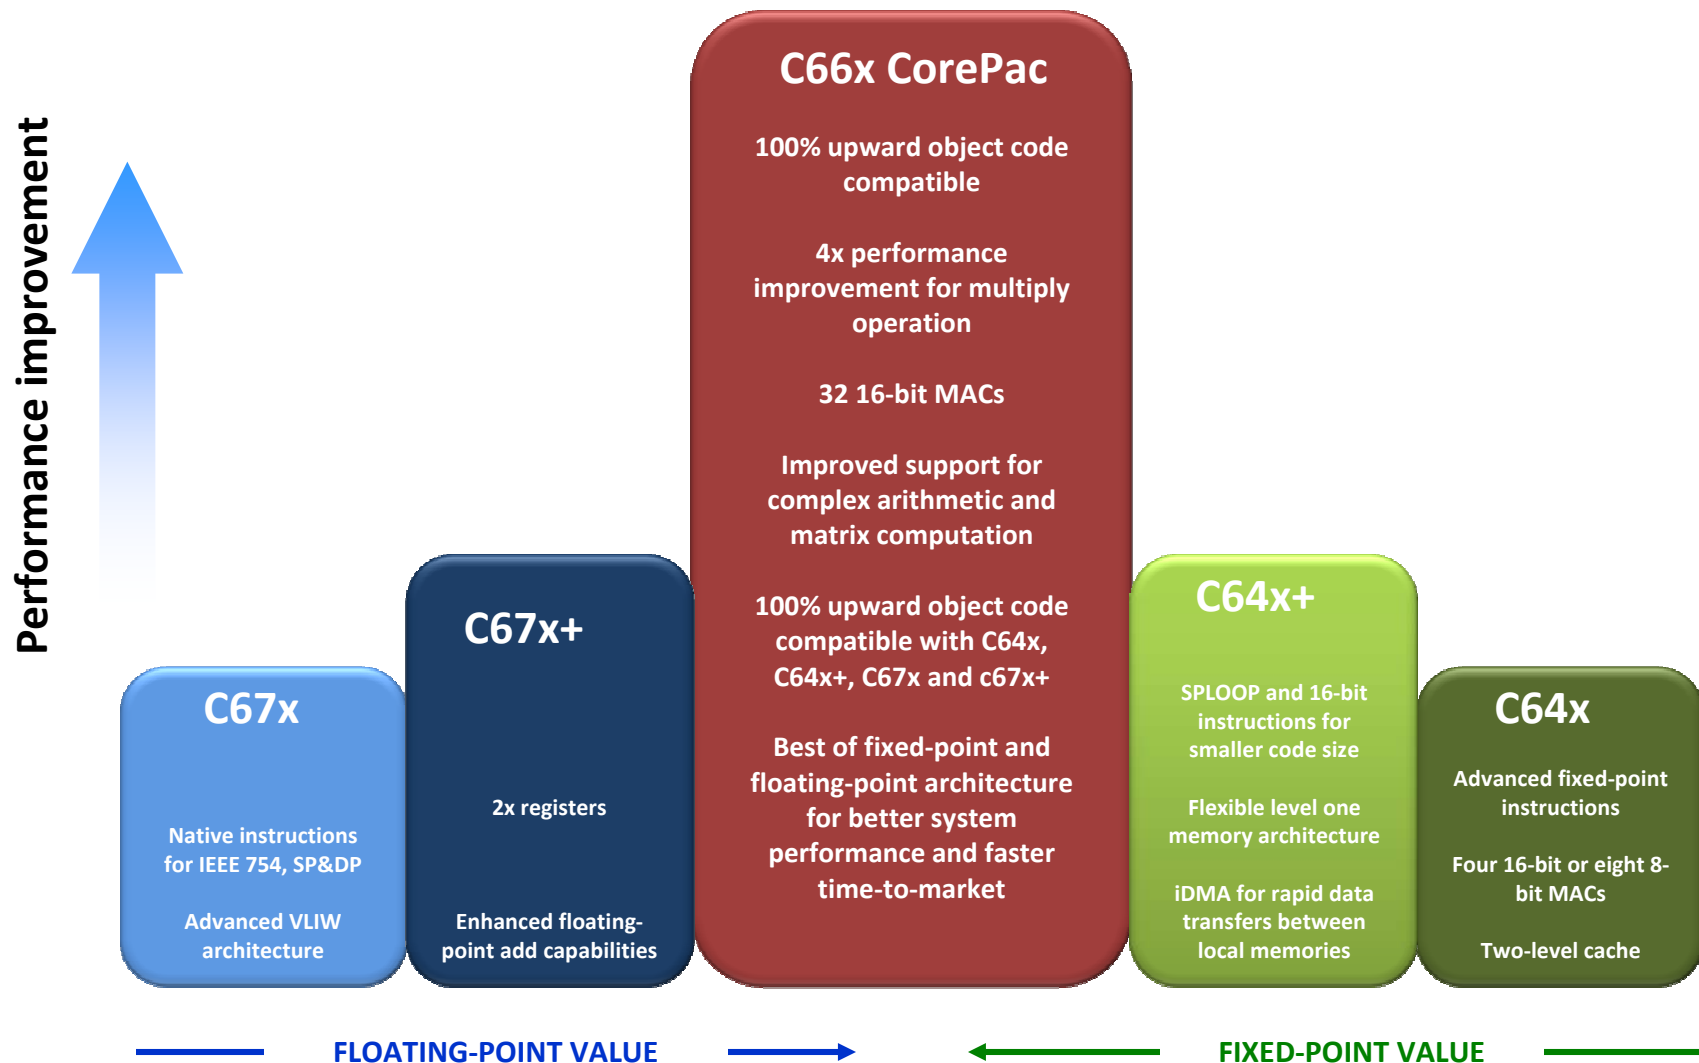 Performance improvement
C66x CorePac
100% upward object code
compatible
4x performance
improvement for multiply
operation
32 16-bit MACs
Improved support for
complex arithmetic and
matrix computation
100% upward object code
compatible with C64x,
C64x+, C67x and c67x+
Best of fixed-point and
floating-point architecture
for better system
performance and faster
time-to-market
C67x
Native instructions
for IEEE 754, SP&DP
Advanced VLIW
architecture
C67x+
2x registers
Enhanced floating-
point add capabilities
C64x+
SPLOOP and 16-bit
instructions for
smaller code size
Flexible level one
memory architecture
iDMA for rapid data
transfers between
local memories
C64x
Advanced fixed-point
instructions
Four 16-bit or eight 8-
bit MACs
Two-level cache
FLOATING-POINT VALUE
FIXED-POINT VALUE